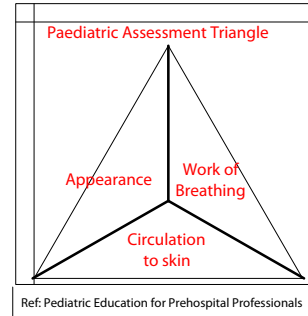 Paediatric Assessment Triangle
Appearance
Work of
Breathing
Circulation
to skin
Ref: Pediatric Education for Prehospital Professionals